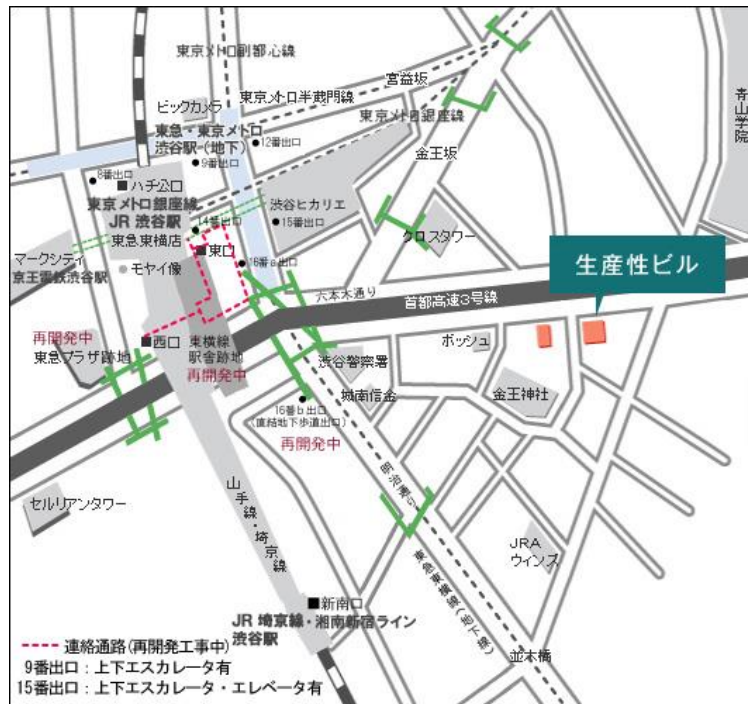 東京メトロ副都心線
宮益坂
東京メトロ半蔵門線
ビックカメラ
東京メトロ銀座線
青山学院
東急・東京メトロ
渋谷駅(地下)
12番出口
9番出口
金王坂
8番出口
ハチ公口
渋谷ヒカリエ
東京メトロ銀座線
JR 渋谷駅
14番出口
15番出口
クロスタワー
東急東横店
東口
マークシティ
京王電鉄渋谷駅
モヤイ像
16番a出口
生産性ビル
六本木通り
首都高速3号線
再開発中
東急プラザ跡地
西口
東横線
駅舎跡地
再開発中
渋谷警察署
ボッシュ
城南信金
金王神社
16番b出口
(直結地下歩道出口)
再開発中
明治通り
セルリアンタワー
山手線・埼京線
JRA
ウインズ
東急東横線(地下線)
新南口
JR 埼京線・湘南新宿ライン
渋谷駅
並木橋
連絡通路(再開発工事中)
9番出口:上下エスカレータ有
15番出口:上下エスカレータ・エレベータ有